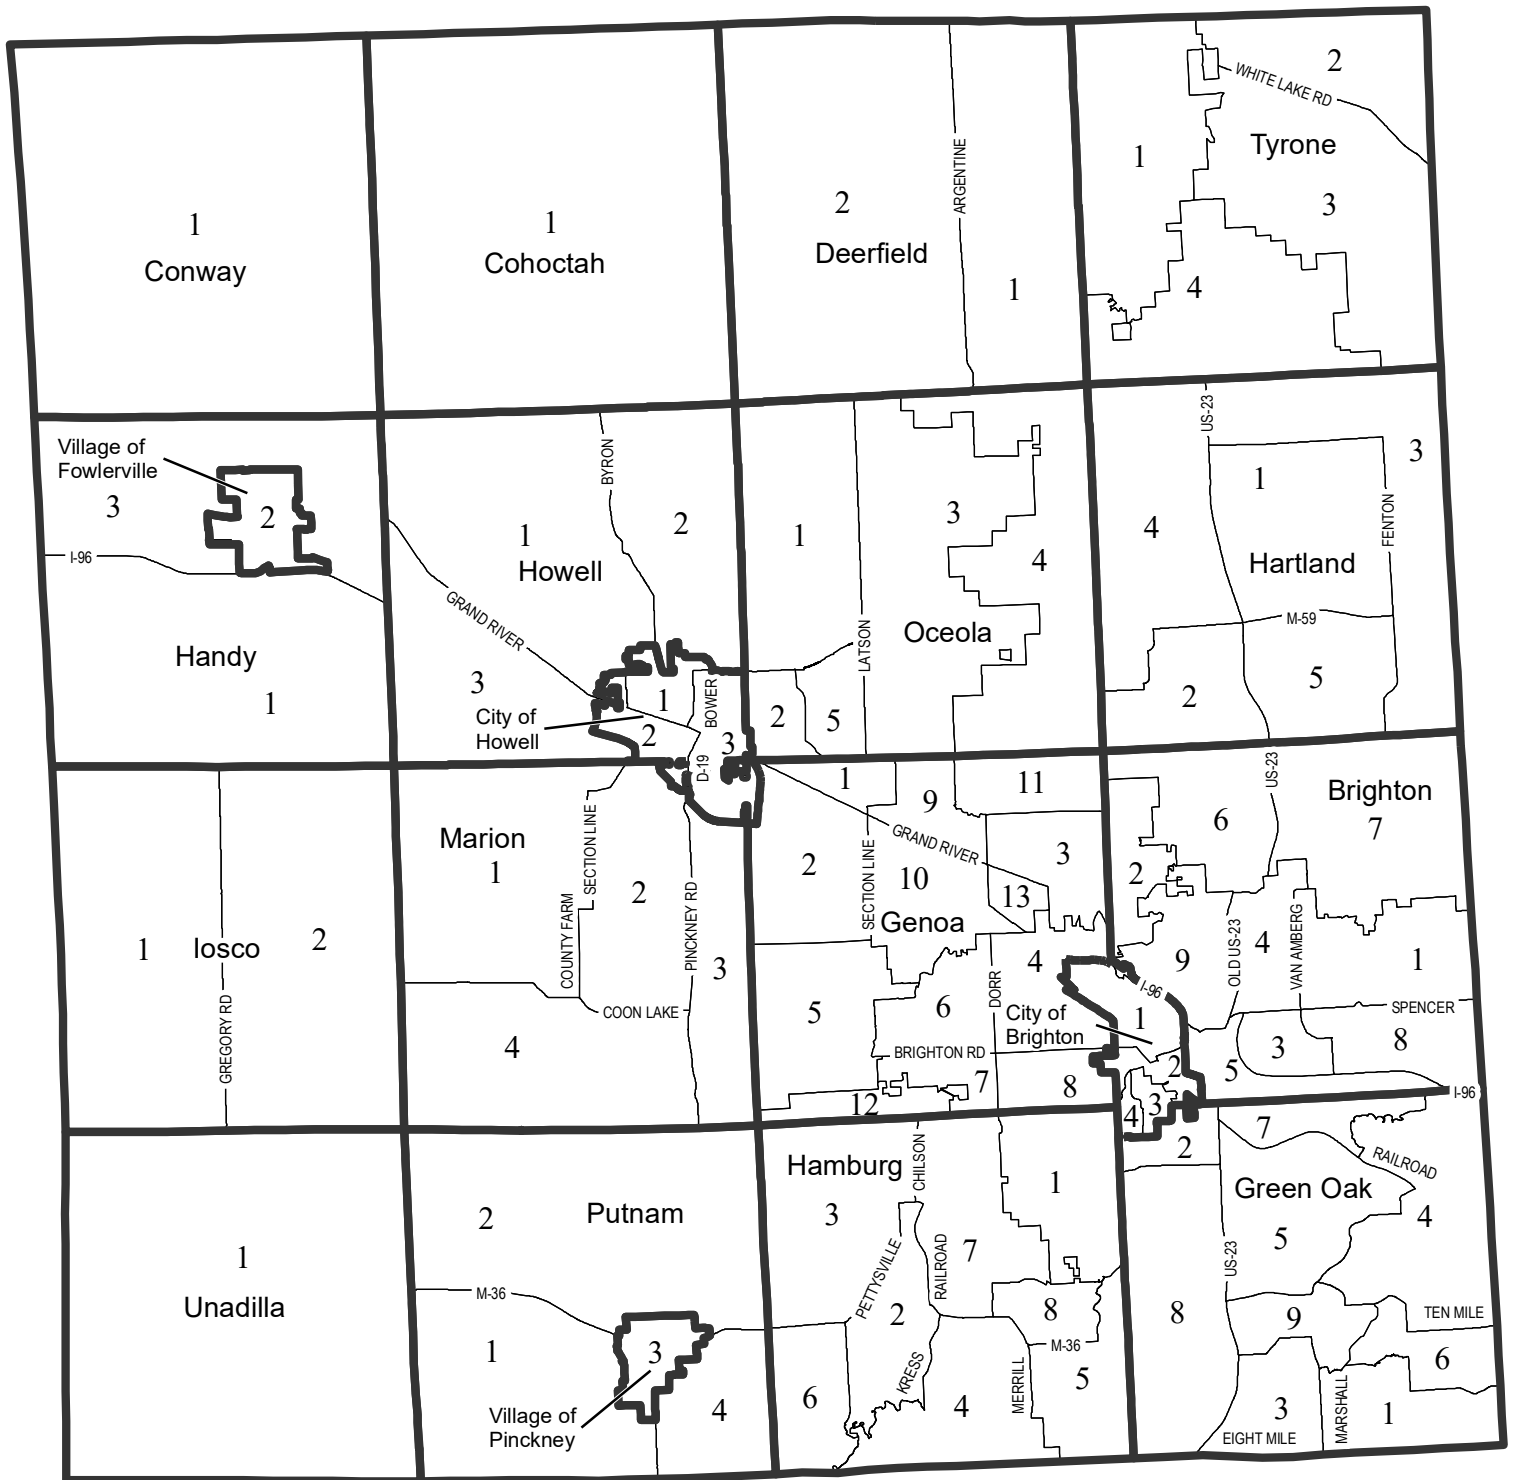 1
Conway
1
Cohoctah
2
Deerfield
ARGENTINE
1
2
WHITE LAKE RD
Tyrone
1
3
4
Village of
Fowlerville
3
2
I-96
Handy
1
BYRON
1
2
Howell
GRAND RIVER
3
City of
Howell
1
2
BOWER
3
D-19
1
LATSON
3
4
Oceola
2
5
US-23
1
3
4
FENTON
Hartland
M-59
2
5
1
Iosco
2
GREGORY RD
Marion
1
SECTION LINE
2
COUNTY FARM
PINCKNEY RD
3
COON LAKE
4
1
9
11
GRAND RIVER
2
SECTION LINE
10
3
13
Genoa
4
5
6
DORR
City of
Brighton
BRIGHTON RD
7
8
12
US-23
Brighton
7
6
2
9
OLD US-23
4
VAN AMBERG
1
I-96
1
SPENCER
3
8
2
5
3
4
I-96
1
Unadilla
2
Putnam
M-36
1
3
Village of
Pinckney
4
Hamburg
CHILSON
3
1
PETTYSVILLE
RAILROAD
7
2
8
M-36
KRESS
MERRILL
5
6
4
2
7
RAILROAD
Green Oak
4
5
US-23
8
9
TEN MILE
6
3
MARSHALL
1
EIGHT MILE